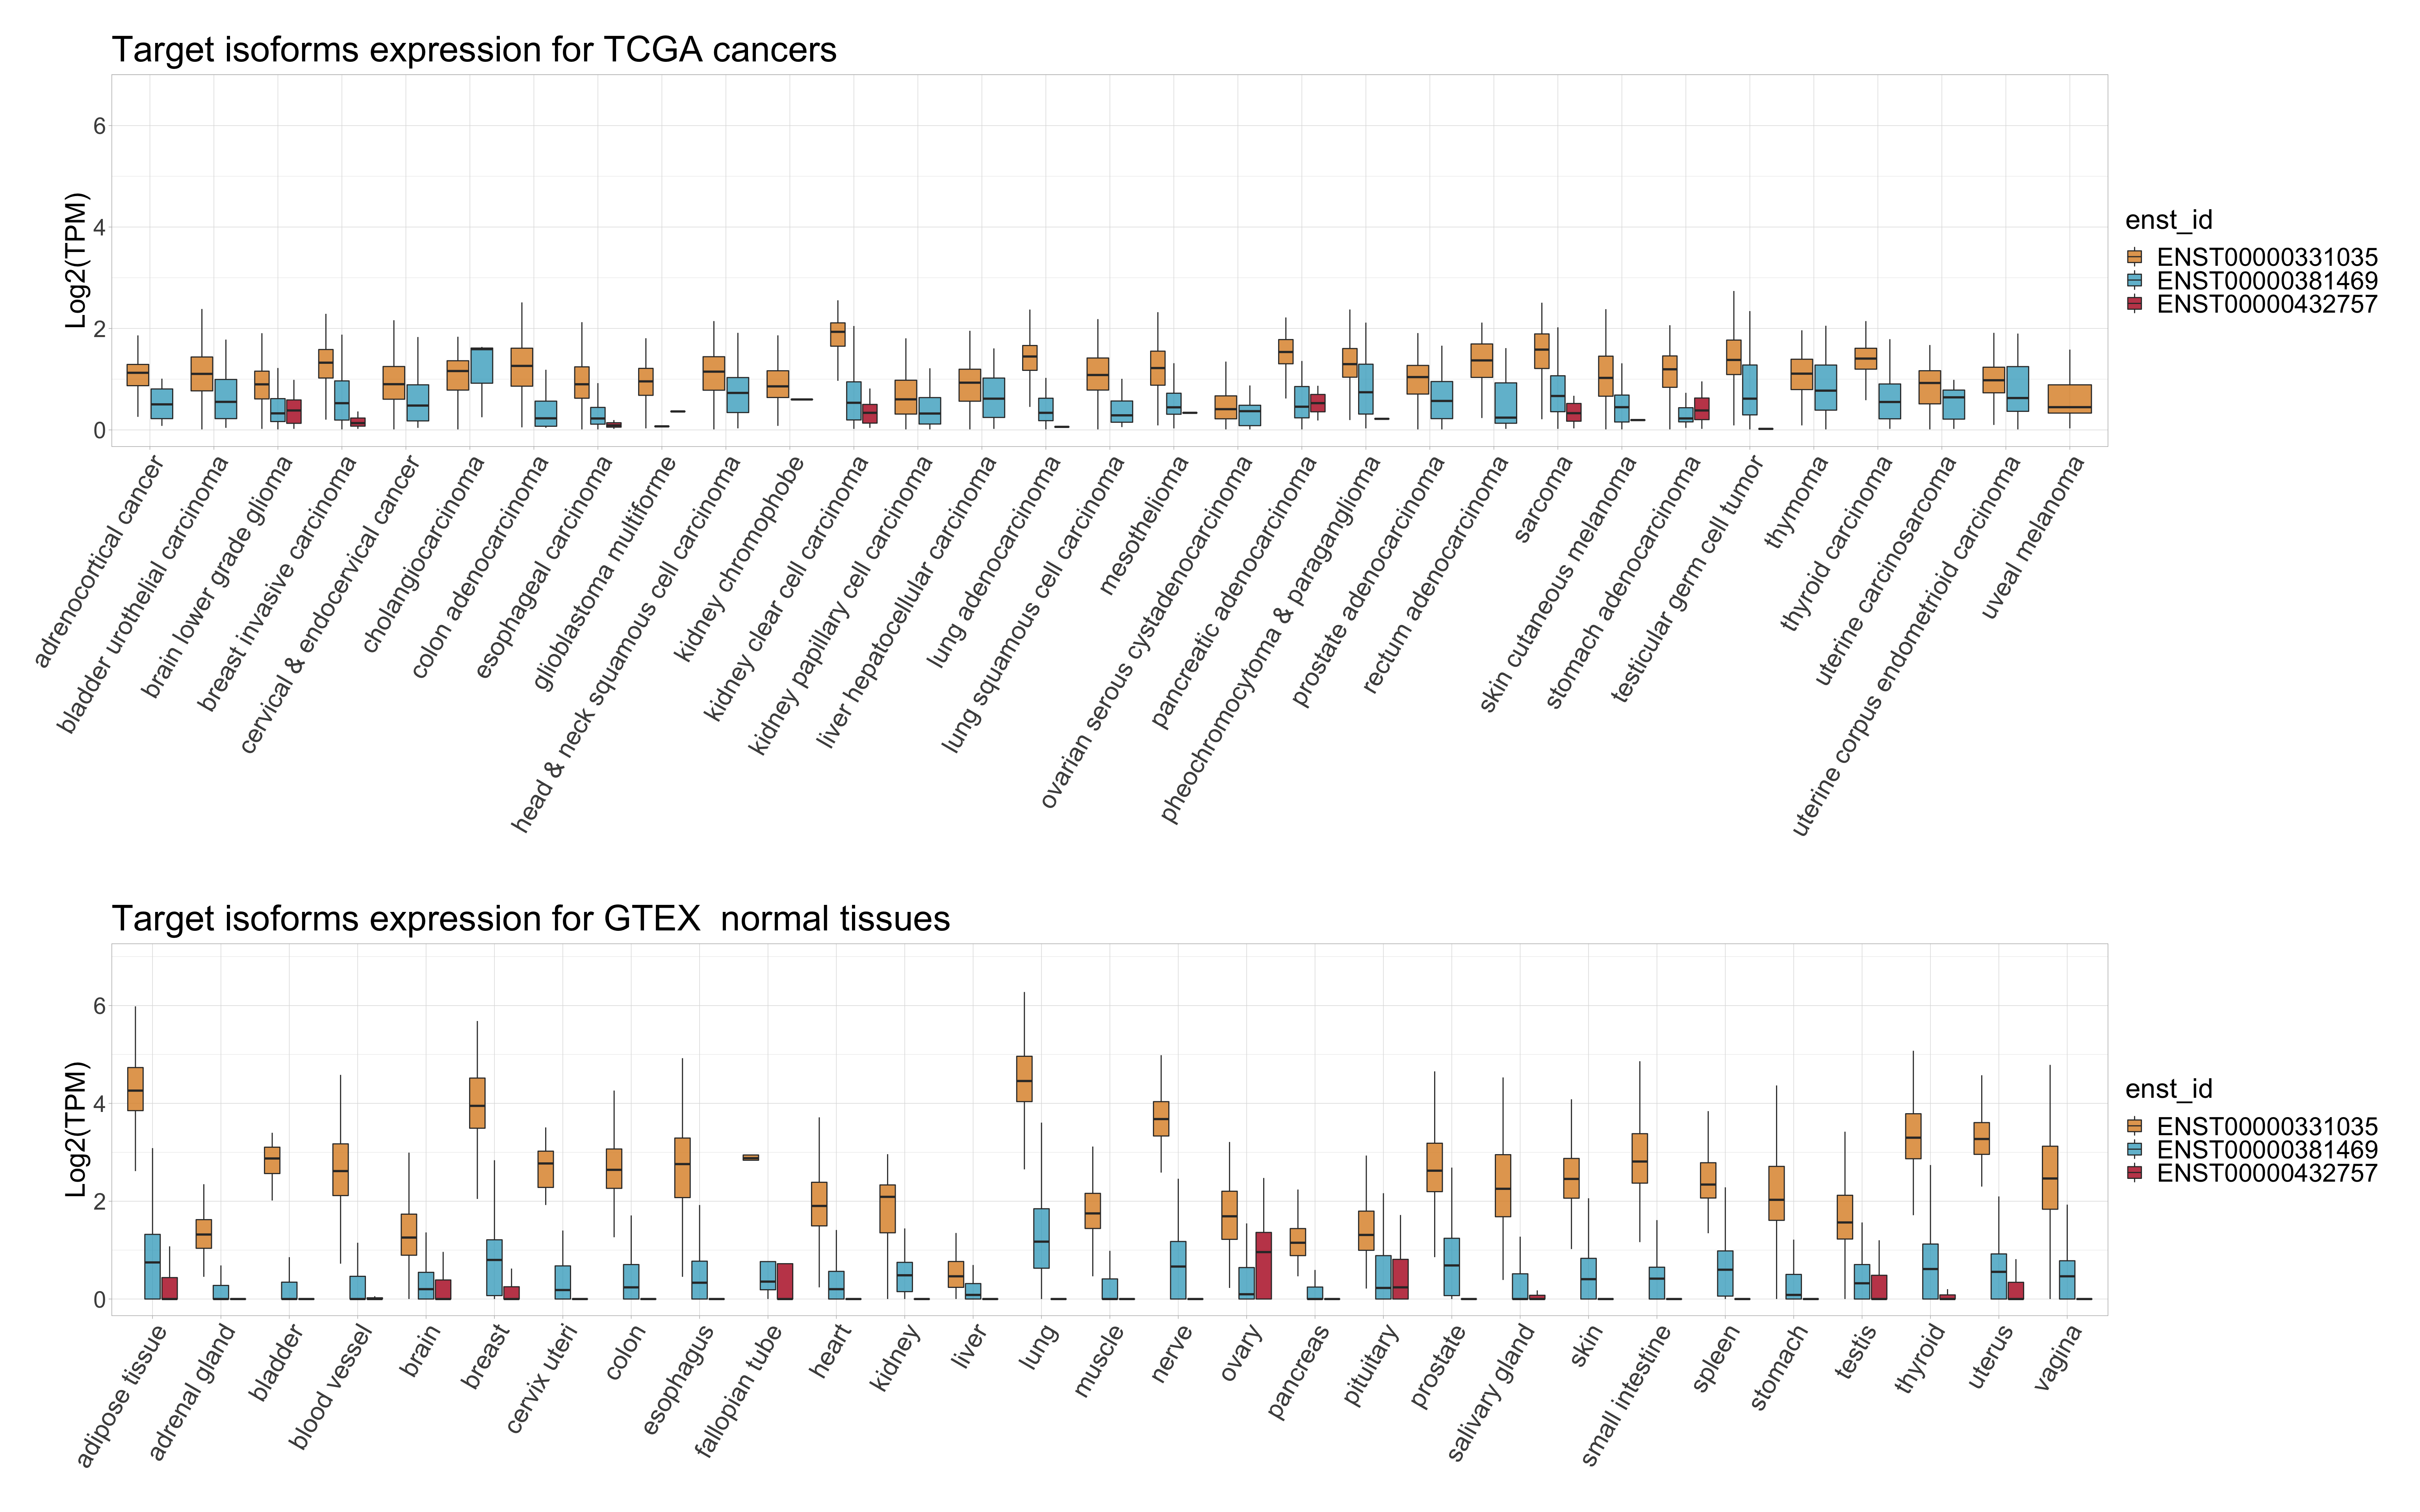 Target isoforms expression for TCGA cancers
Log2(TPM)
6
4
2
0
adrenocortical cancer
bladder urothelial carcinoma
brain lower grade glioma
breast invasive carcinoma
cervical & endocervical cancer
cholangiocarcinoma
colon adenocarcinoma
esophageal carcinoma
glioblastoma multiforme
head & neck squamous cell carcinoma
kidney chromophobe
kidney clear cell carcinoma
kidney papillary cell carcinoma
liver hepatocellular carcinoma
lung adenocarcinoma
lung squamous cell carcinoma
mesothelioma
ovarian serous cystadenocarcinoma
pancreatic adenocarcinoma
pheochromocytoma & paraganglioma
prostate adenocarcinoma
rectum adenocarcinoma
sarcoma
skin cutaneous melanoma
stomach adenocarcinoma
testicular germ cell tumor
thymoma
thyroid carcinoma
uterine carcinosarcoma
uterine corpus endometrioid carcinoma
uveal melanoma
enst_id
ENST00000331035
ENST00000381469
ENST00000432757
Target isoforms expression for GTEX  normal tissues
Log2(TPM)
6
4
2
0
adipose tissue
adrenal gland
bladder
blood vessel
brain
breast
cervix uteri
colon
esophagus
fallopian tube
heart
kidney
liver
lung
muscle
nerve
ovary
pancreas
pituitary
prostate
salivary gland
skin
small intestine
spleen
stomach
testis
thyroid
uterus
vagina
enst_id
ENST00000331035
ENST00000381469
ENST00000432757